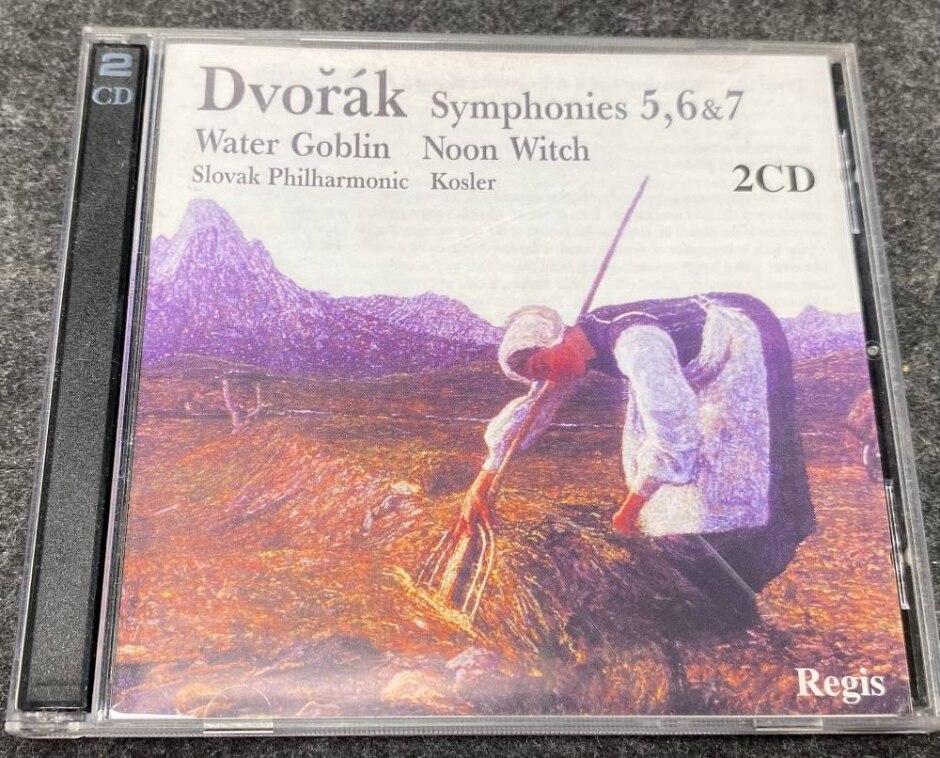 2
CD
Dvořák Symphonies 5,6&7
Water Goblin Noon Witch
Slovak Philharmonic Kosler
2CD
Regis